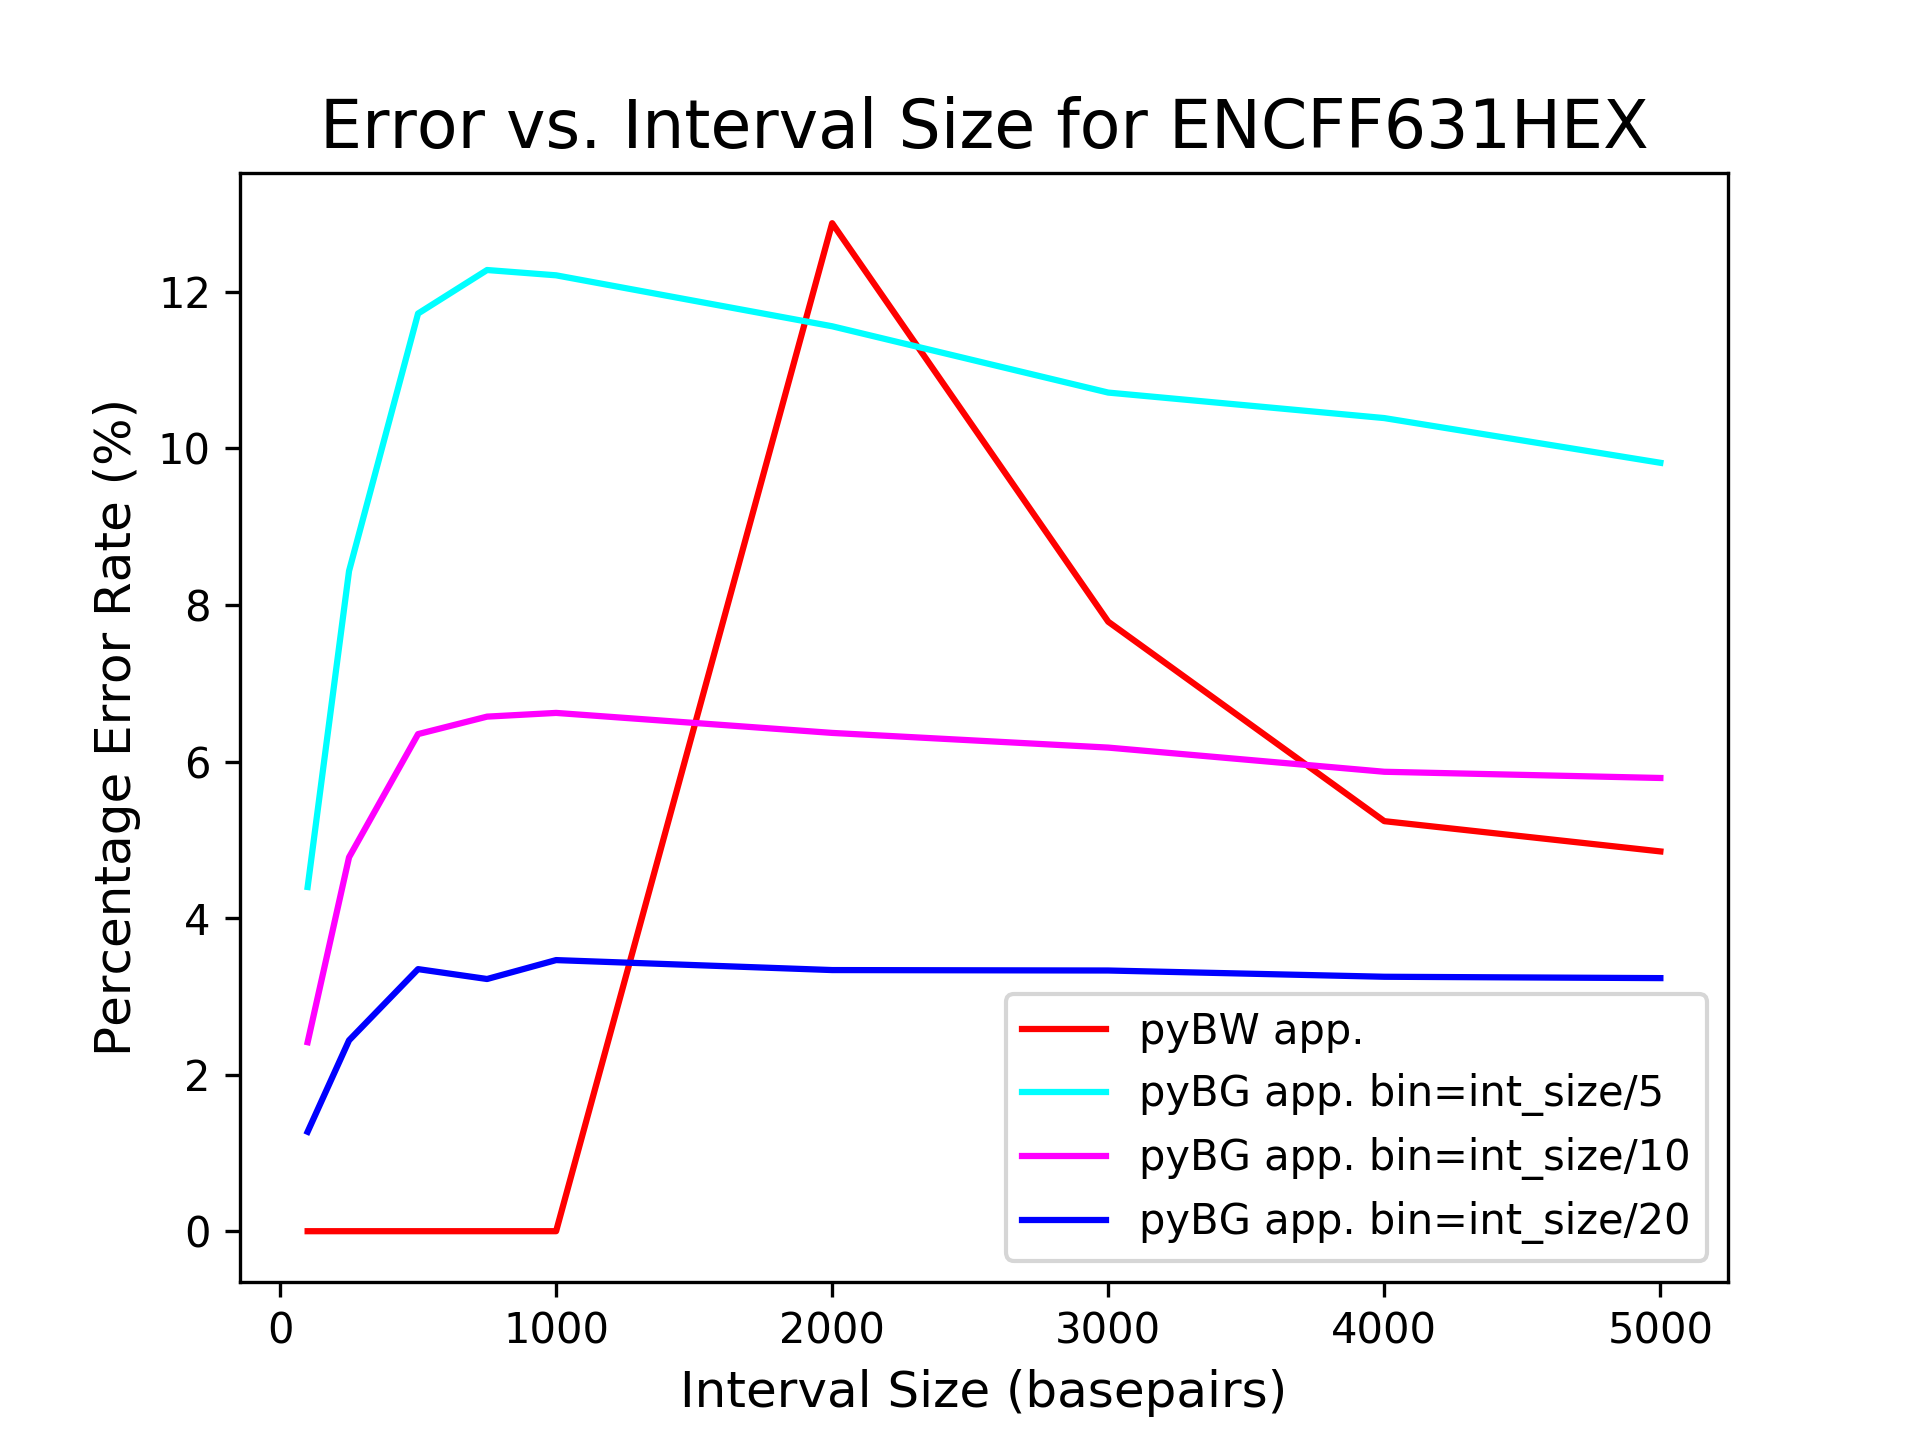 Error vs. Interval Size for ENCFF631HEX
Percentage Error Rate (%)
12
10
8
6
4
2
0
pyBW app.
pyBG app. bin=int_size/5
pyBG app. bin=int_size/10
pyBG app. bin=int_size/20
0 1000 2000 3000 4000 5000
Interval Size (basepairs)